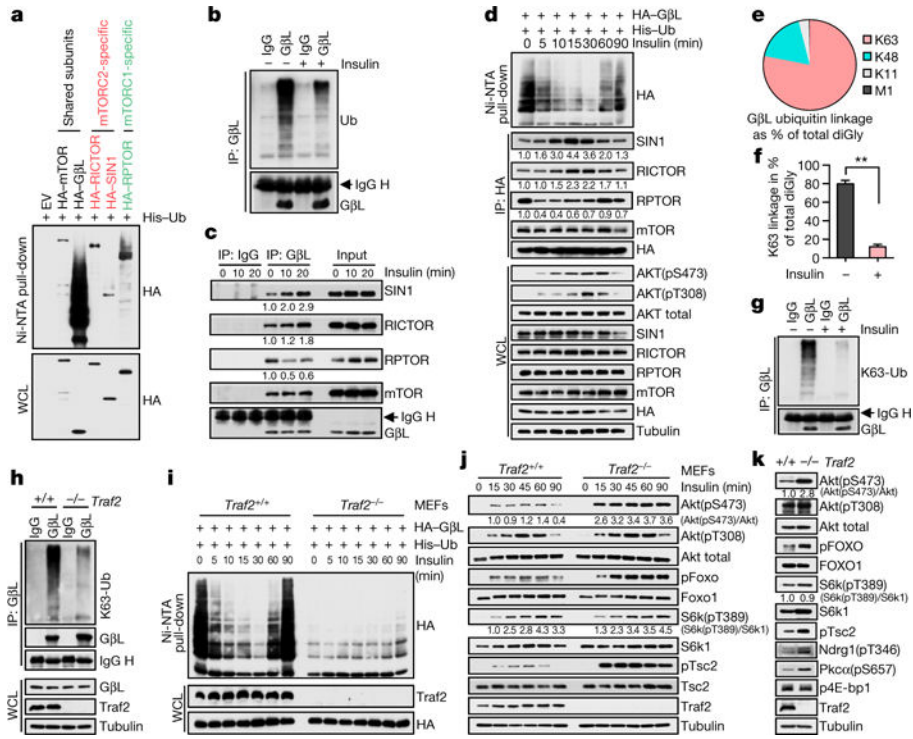 a
Shared subunits
mTORC2-specific
mTORC1-specific
EV
HA–mTOR
HA–GβL
HA–RICTOR
HA–SIN1
HA–RPTOR
+ + + + + + His–Ub
Ni-NTA pull-down
HA
WCL
HA
b
IgG GβL IgG GβL
– – + + Insulin
IP: GβL
Ub
IgG H
GβL
c
IP: IgG IP: GβL Input
0 10 20 0 10 20 0 10 20 Insulin (min)
SIN1
1.0 2.0 2.9
RICTOR
1.0 1.2 1.8
RPTOR
1.0 0.5 0.6
mTOR
IgG H
GβL
d
+ + + + + + + + HA–GβL
+ + + + + + + + His–Ub
0 5 10 15 30 60 90 Insulin (min)
Ni-NTA pull-down
HA
IP: HA
SIN1
1.0 1.6 3.0 4.4 3.6 2.0 1.3
RICTOR
1.0 1.0 1.5 2.3 2.2 1.7 1.1
RPTOR
1.0 0.4 0.4 0.6 0.7 0.9 0.7
mTOR
HA
WCL
AKT(pS473)
AKT(pT308)
AKT total
SIN1
RICTOR
RPTOR
mTOR
HA
Tubulin
e
K63
K48
K11
M1
GβL ubiquitin linkage
as % of total diGly
f
K63 linkage in %
of total diGly
100
80
60
40
20
0
**
Insulin – +
g
IgG GβL IgG GβL
– – + + Insulin
IP: GβL
K63-Ub
IgG H
GβL
h
+/+ –/– Traf2
IgG GβL IgG GβL
IP: GβL
K63-Ub
GβL
IgG H
WCL
GβL
Traf2
Tubulin
i
Traf2+/+ Traf2–/– MEFs
+ + + + + + + + + + + + + + HA–GβL
+ + + + + + + + + + + + + + His–Ub
0 5 10 15 30 60 90 0 5 10 15 30 60 90 Insulin
(min)
Ni-NTA pull-down
HA
WCL
Traf2
HA
j
Traf2+/+ Traf2–/– MEFs
0 15 30 45 60 90 0 15 30 45 60 90 Insulin (min)
Akt(pS473)
1.0 0.9 1.2 1.4 0.4 2.6 3.2 3.4 3.7 3.6 (Akt(pS473)/Akt)
Akt(pT308)
Akt total
pFoxo
Foxo1
S6k(pT389)
1.0 2.5 2.8 4.3 3.3 1.3 2.3 3.4 3.5 4.5 (S6k(pT389)/S6k1)
S6k1
pTsc2
Tsc2
Traf2
Tubulin
k
+/+ –/– Traf2
Akt(pS473)
1.0 2.8 (Akt(pS473)/Akt)
Akt(pT308)
Akt total
pFOXO
FOXO1
S6k(pT389)
1.0 0.9 (S6k(pT389)/S6k1)
S6k1
pTsc2
Ndrg1(pT346)
Pkcα(pS657)
p4E-bp1
Traf2
Tubulin